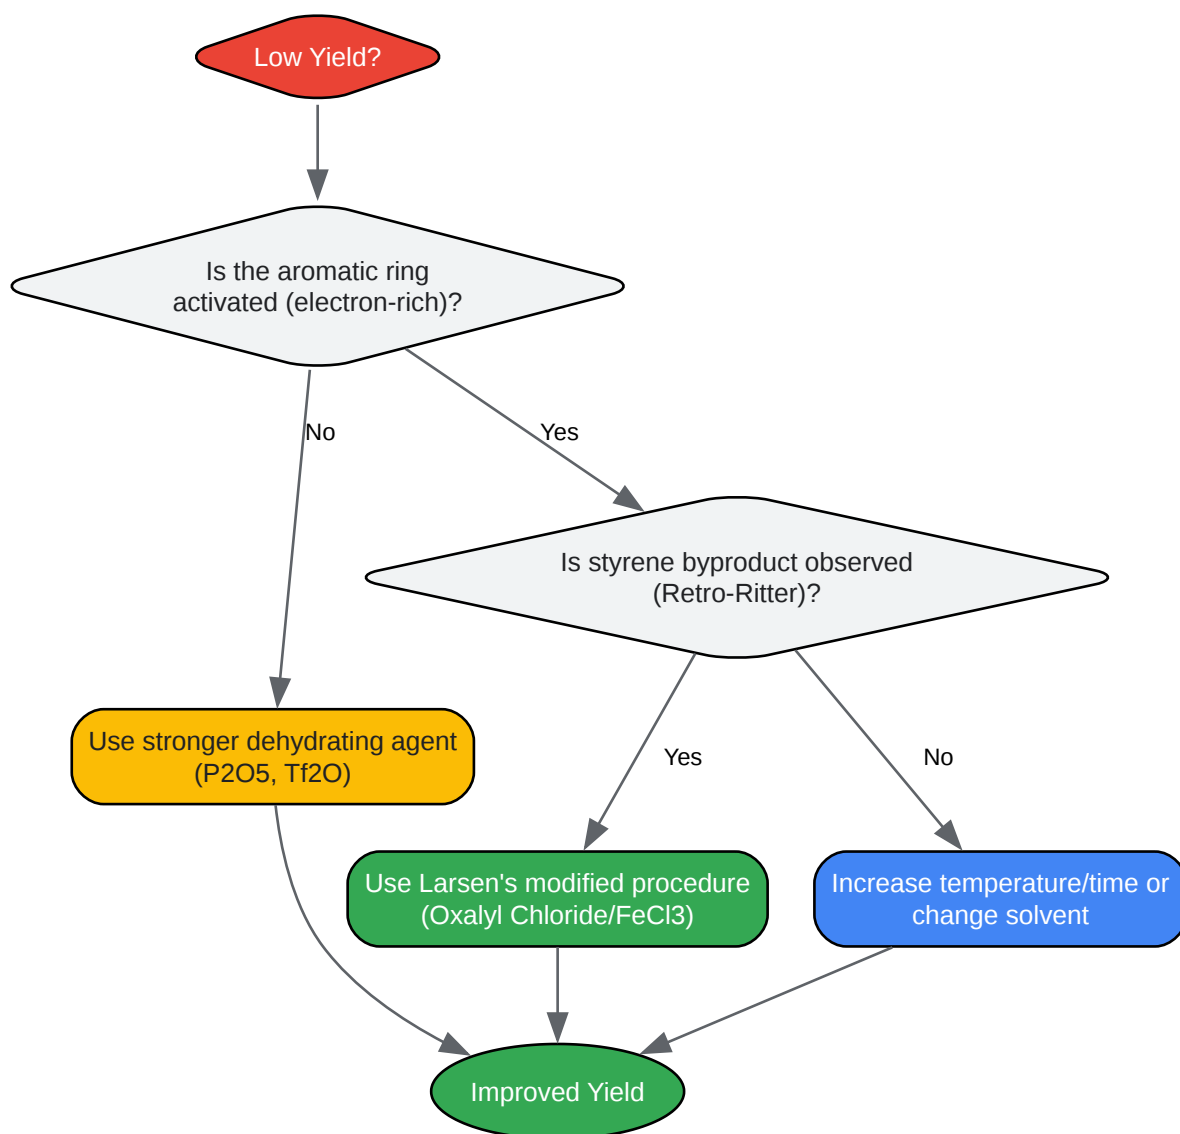 Low Yield?
Is the aromatic ring
activated (electron-rich)?
No
Yes
Is styrene byproduct observed
(Retro-Ritter)?
Use stronger dehydrating agent
(P2O5, Tf2O)
Yes
No
Use Larsen's modified procedure
(Oxalyl Chloride/FeCl3)
Increase temperature/time or
change solvent
Improved Yield